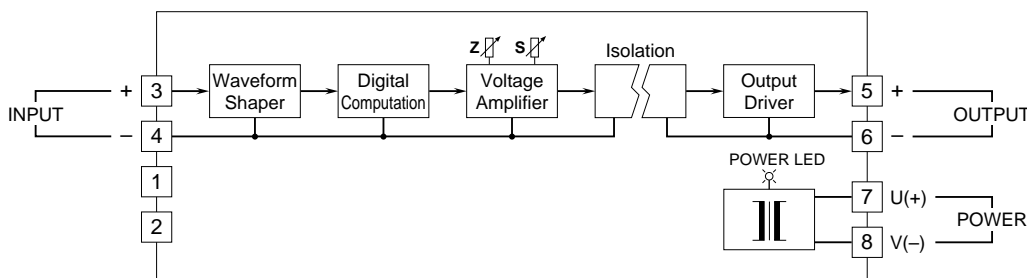 Isolation
Z S
INPUT
+ 3
Waveform
Shaper
Digital
Computation
Voltage
Amplifier
Output
Driver
5 +
OUTPUT
– 4
6 –
1
2
POWER LED
7 U(+)
POWER
8 V(–)